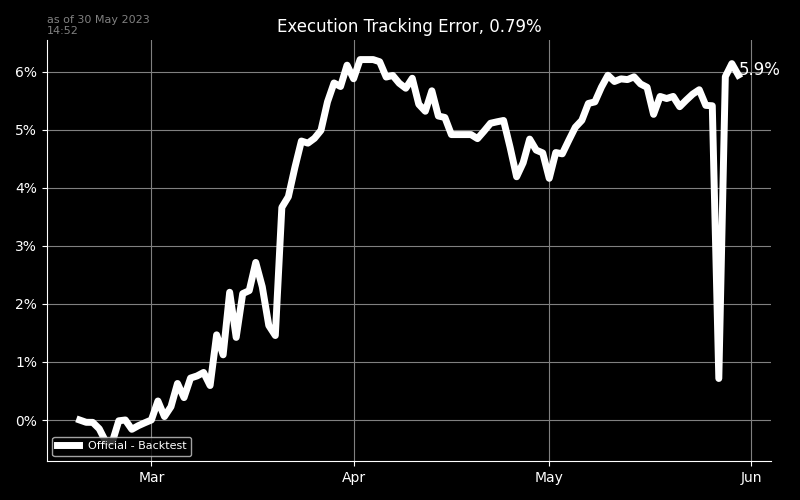 as of 30 May 2023
14:52
Execution Tracking Error, 0.79%
6%
5.9%
5%
4%
3%
2%
1%
0%
Official - Backtest
Mar
Apr
May
Jun